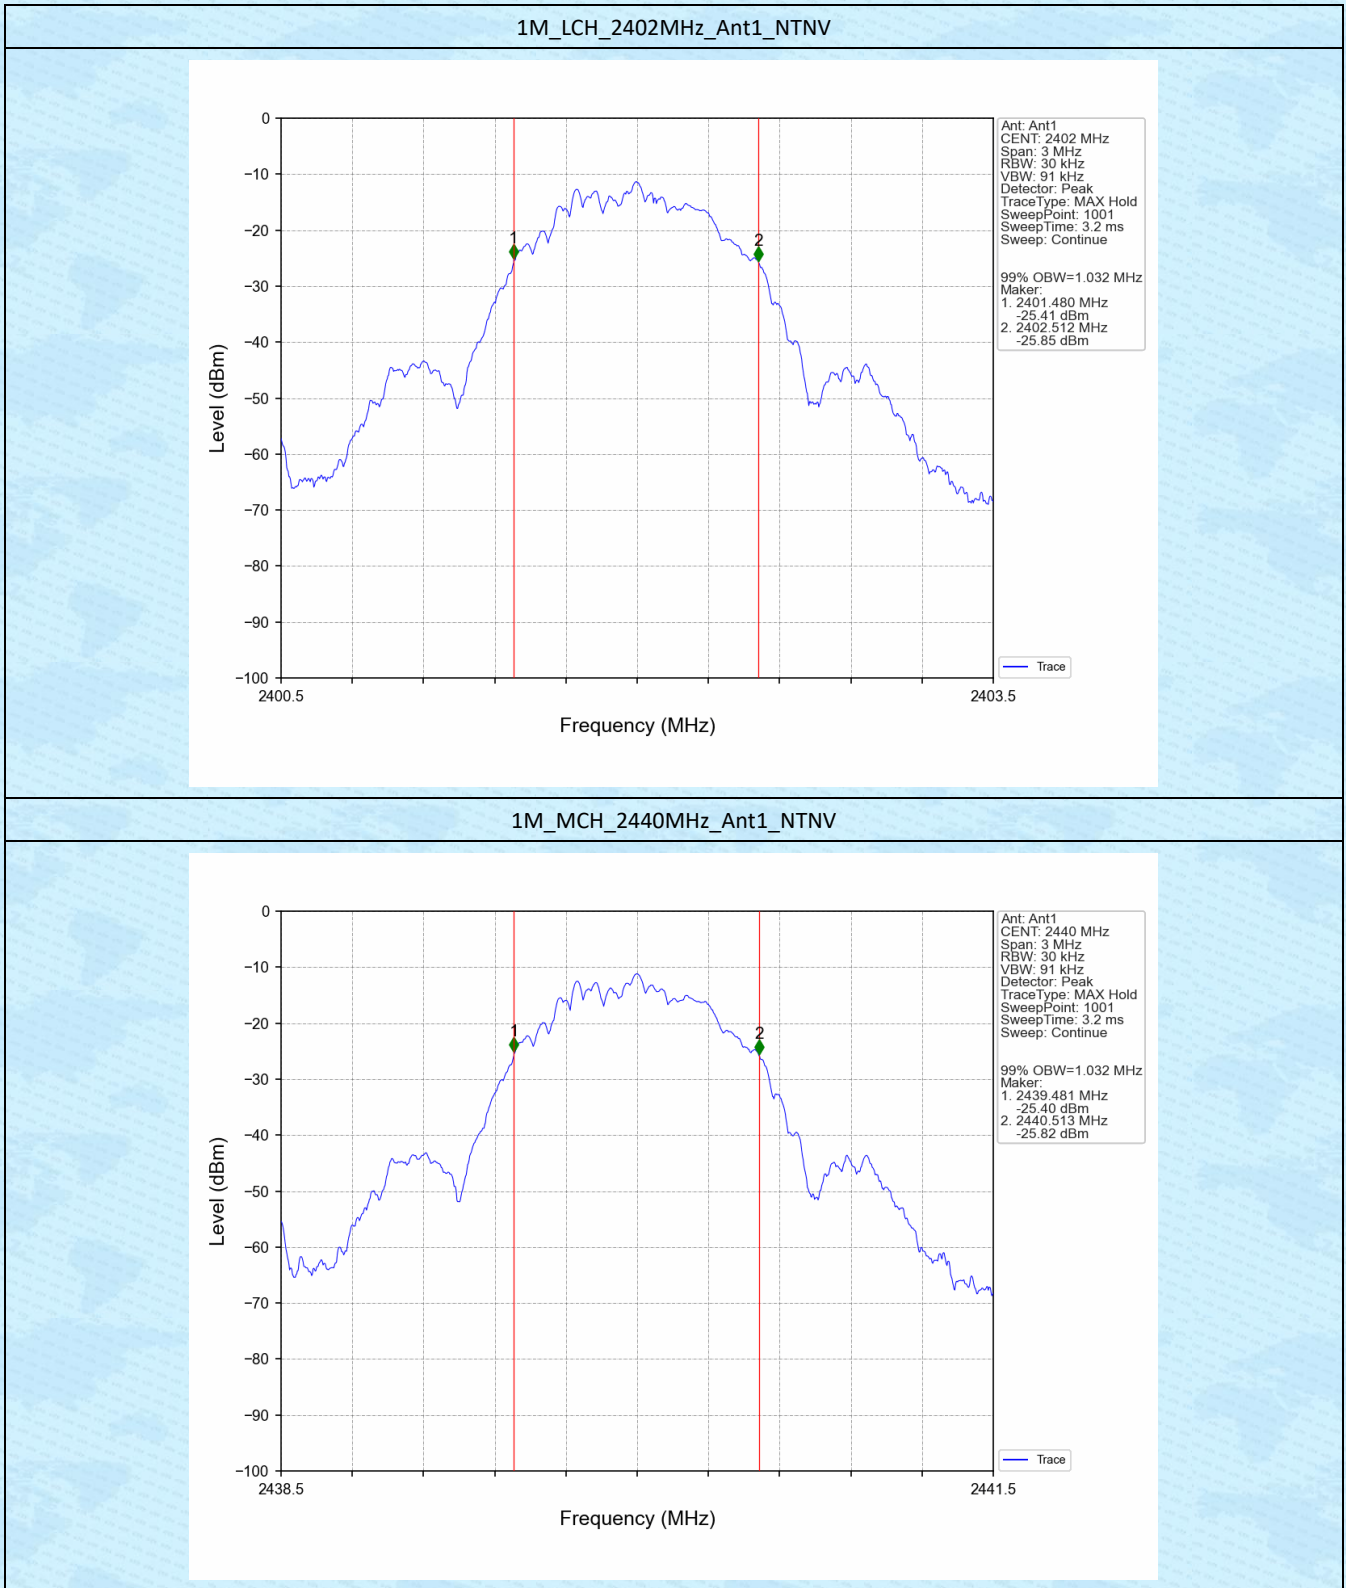 1M_LCH_2402MHz_Ant1_NTNV
0
−10
−20
−30
−40
−50
−60
−70
−80
−90
−100
Level (dBm)
1
2
2400.5
2403.5
Frequency (MHz)
Ant: Ant1
CENT: 2402 MHz
Span: 3 MHz
RBW: 30 kHz
VBW: 91 kHz
Detector: Peak
TraceType: MAX Hold
SweepPoint: 1001
SweepTime: 3.2 ms
Sweep: Continue
99% OBW=1.032 MHz
Maker:
1. 2401.480 MHz
-25.41 dBm
2. 2402.512 MHz
-25.85 dBm
Trace
1M_MCH_2440MHz_Ant1_NTNV
0
−10
−20
−30
−40
−50
−60
−70
−80
−90
−100
Level (dBm)
1
2
2438.5
2441.5
Frequency (MHz)
Ant: Ant1
CENT: 2440 MHz
Span: 3 MHz
RBW: 30 kHz
VBW: 91 kHz
Detector: Peak
TraceType: MAX Hold
SweepPoint: 1001
SweepTime: 3.2 ms
Sweep: Continue
99% OBW=1.032 MHz
Maker:
1. 2439.481 MHz
-25.40 dBm
2. 2440.513 MHz
-25.82 dBm
Trace